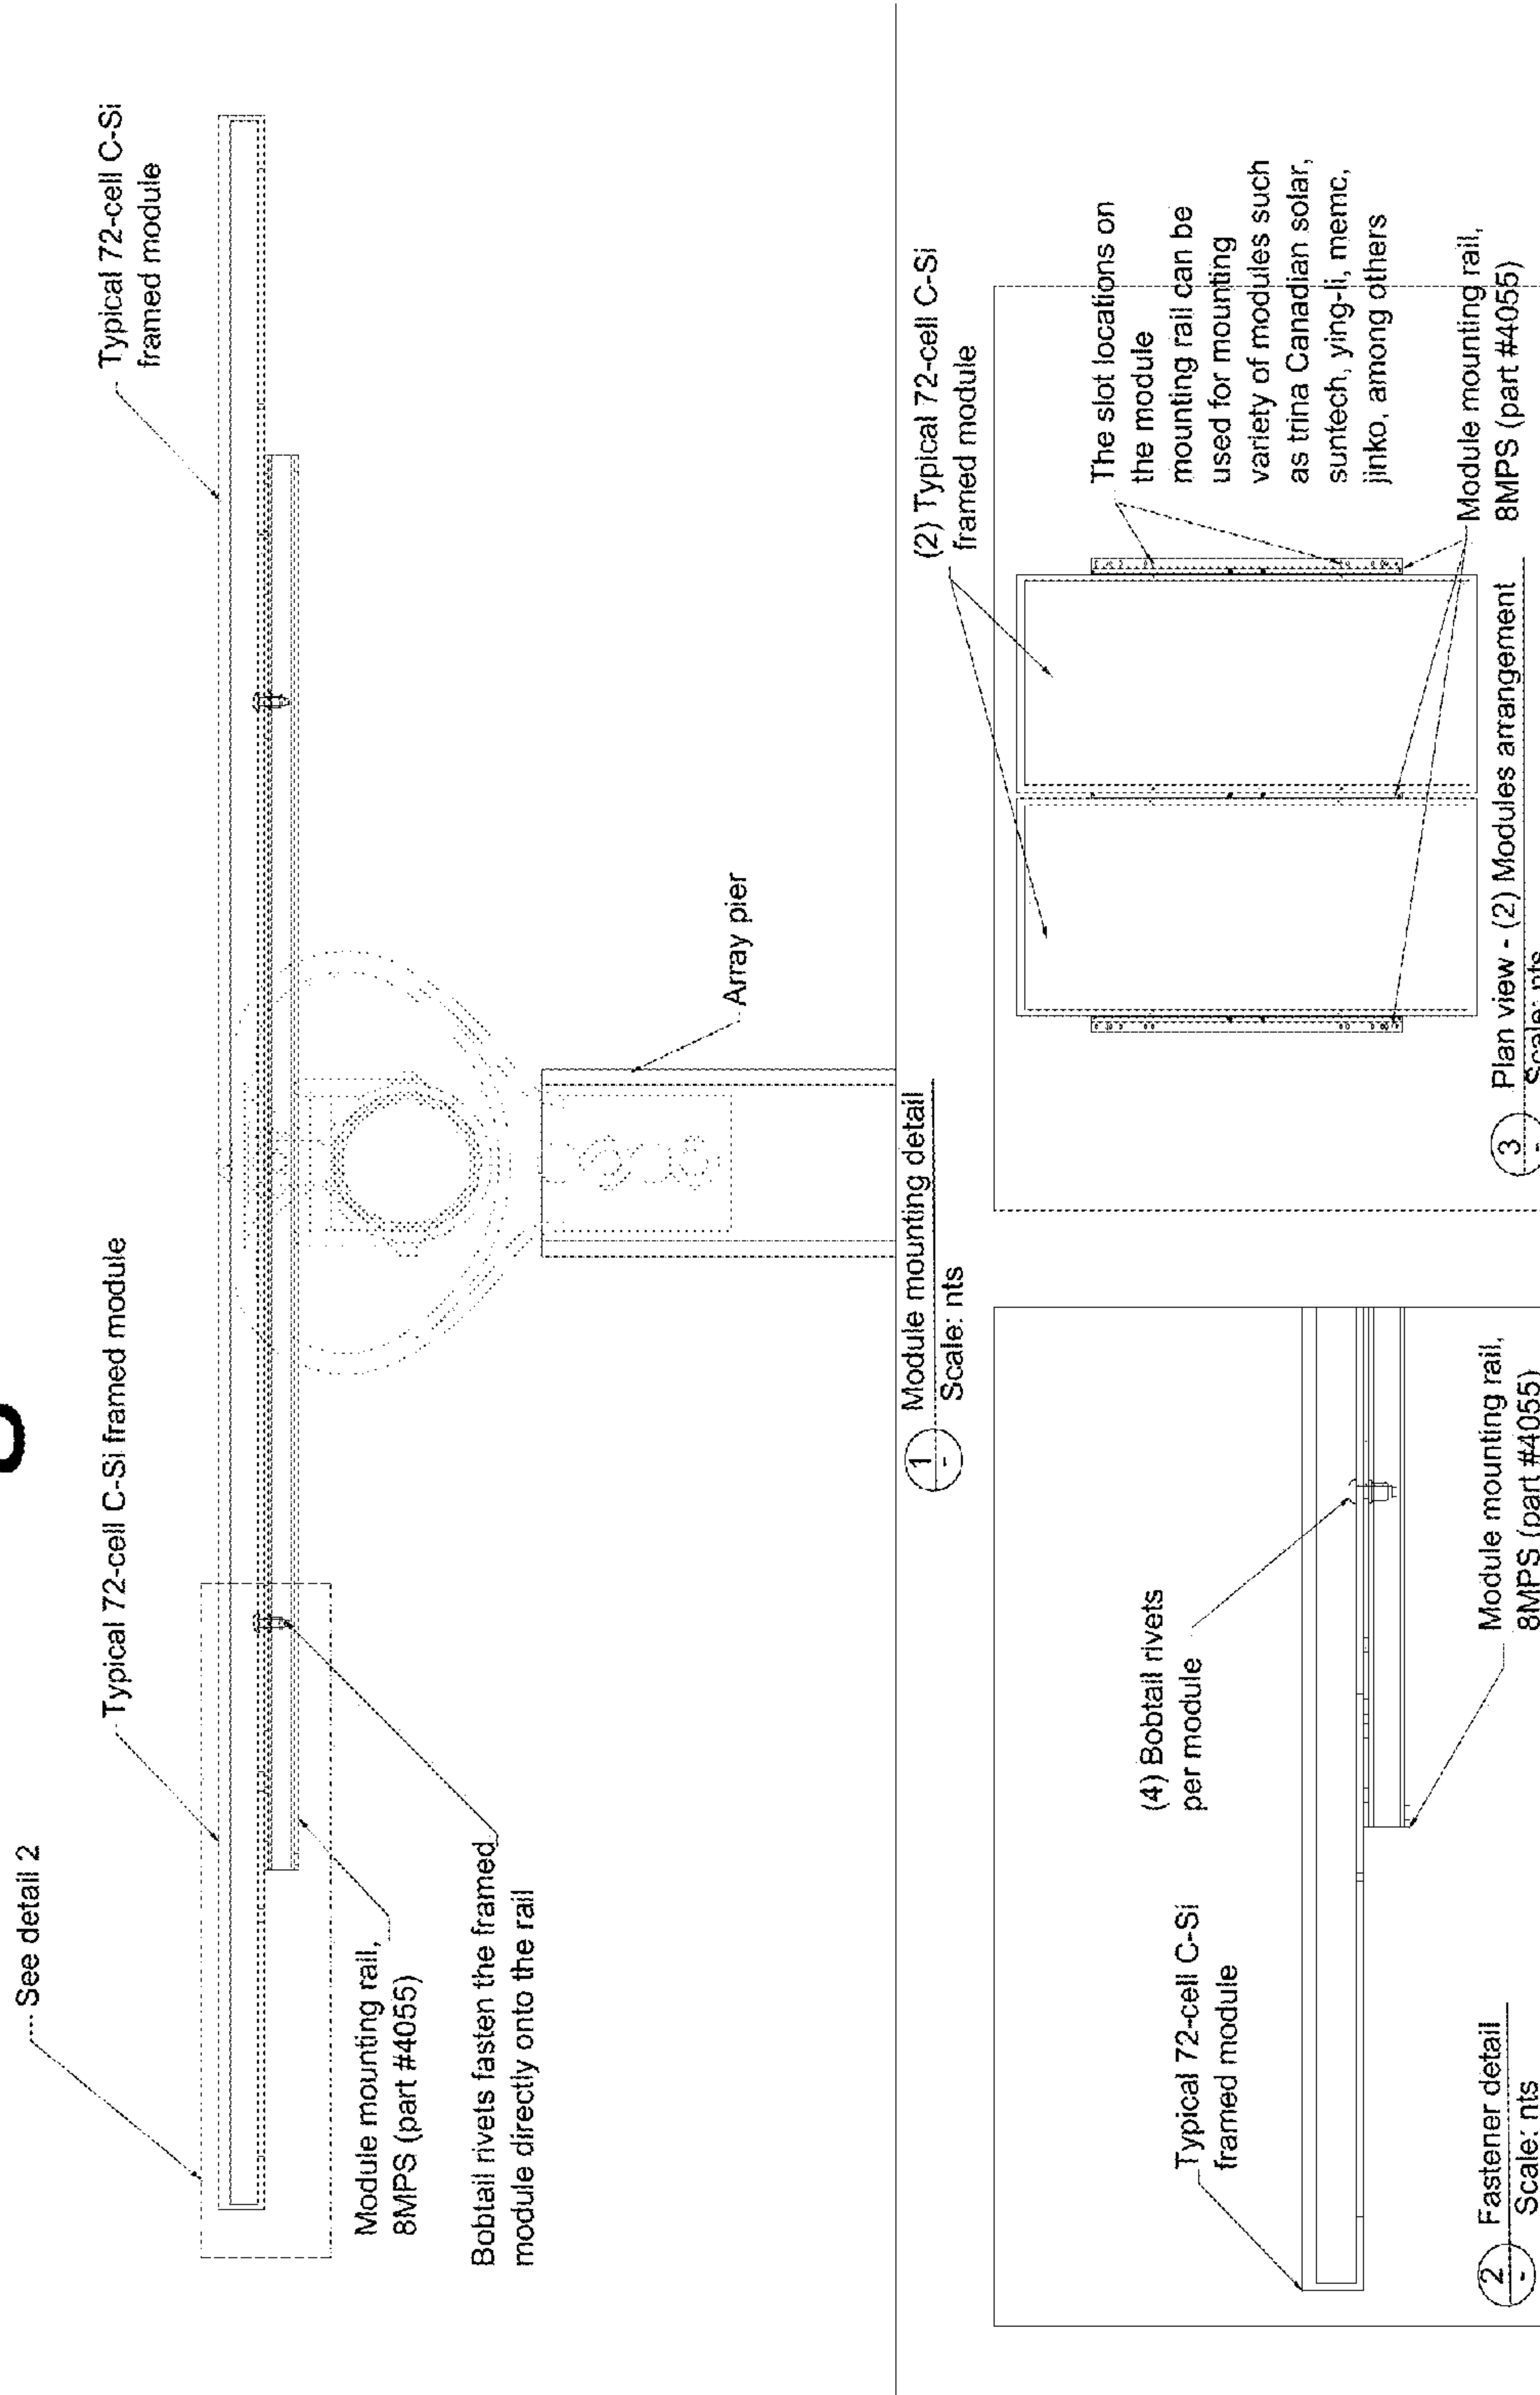 See detail 2
Typical 72-cell C-Si framed module
Typical 72-cell C-Si
framed module
Module mounting rail,
8MPS (part #4055)
Bobtail rivets fasten the framed
module directly onto the rail
Array pier
1
-
Module mounting detail
Scale: nts
Typical 72-cell C-Si
framed module
(4) Bobtail rivets
per module
Module mounting rail,
8MPS (part #4055)
2
-
Fastener detail
Scale: nts
(2) Typical 72-cell C-Si
framed module
The slot locations on
the module
mounting rail can be
used for mounting
variety of modules such
as trina Canadian solar,
suntech, ying-li, memc,
jinko, among others
Module mounting rail,
8MPS (part #4055)
3
-
Plan view - (2) Modules arrangement
Scale: nts